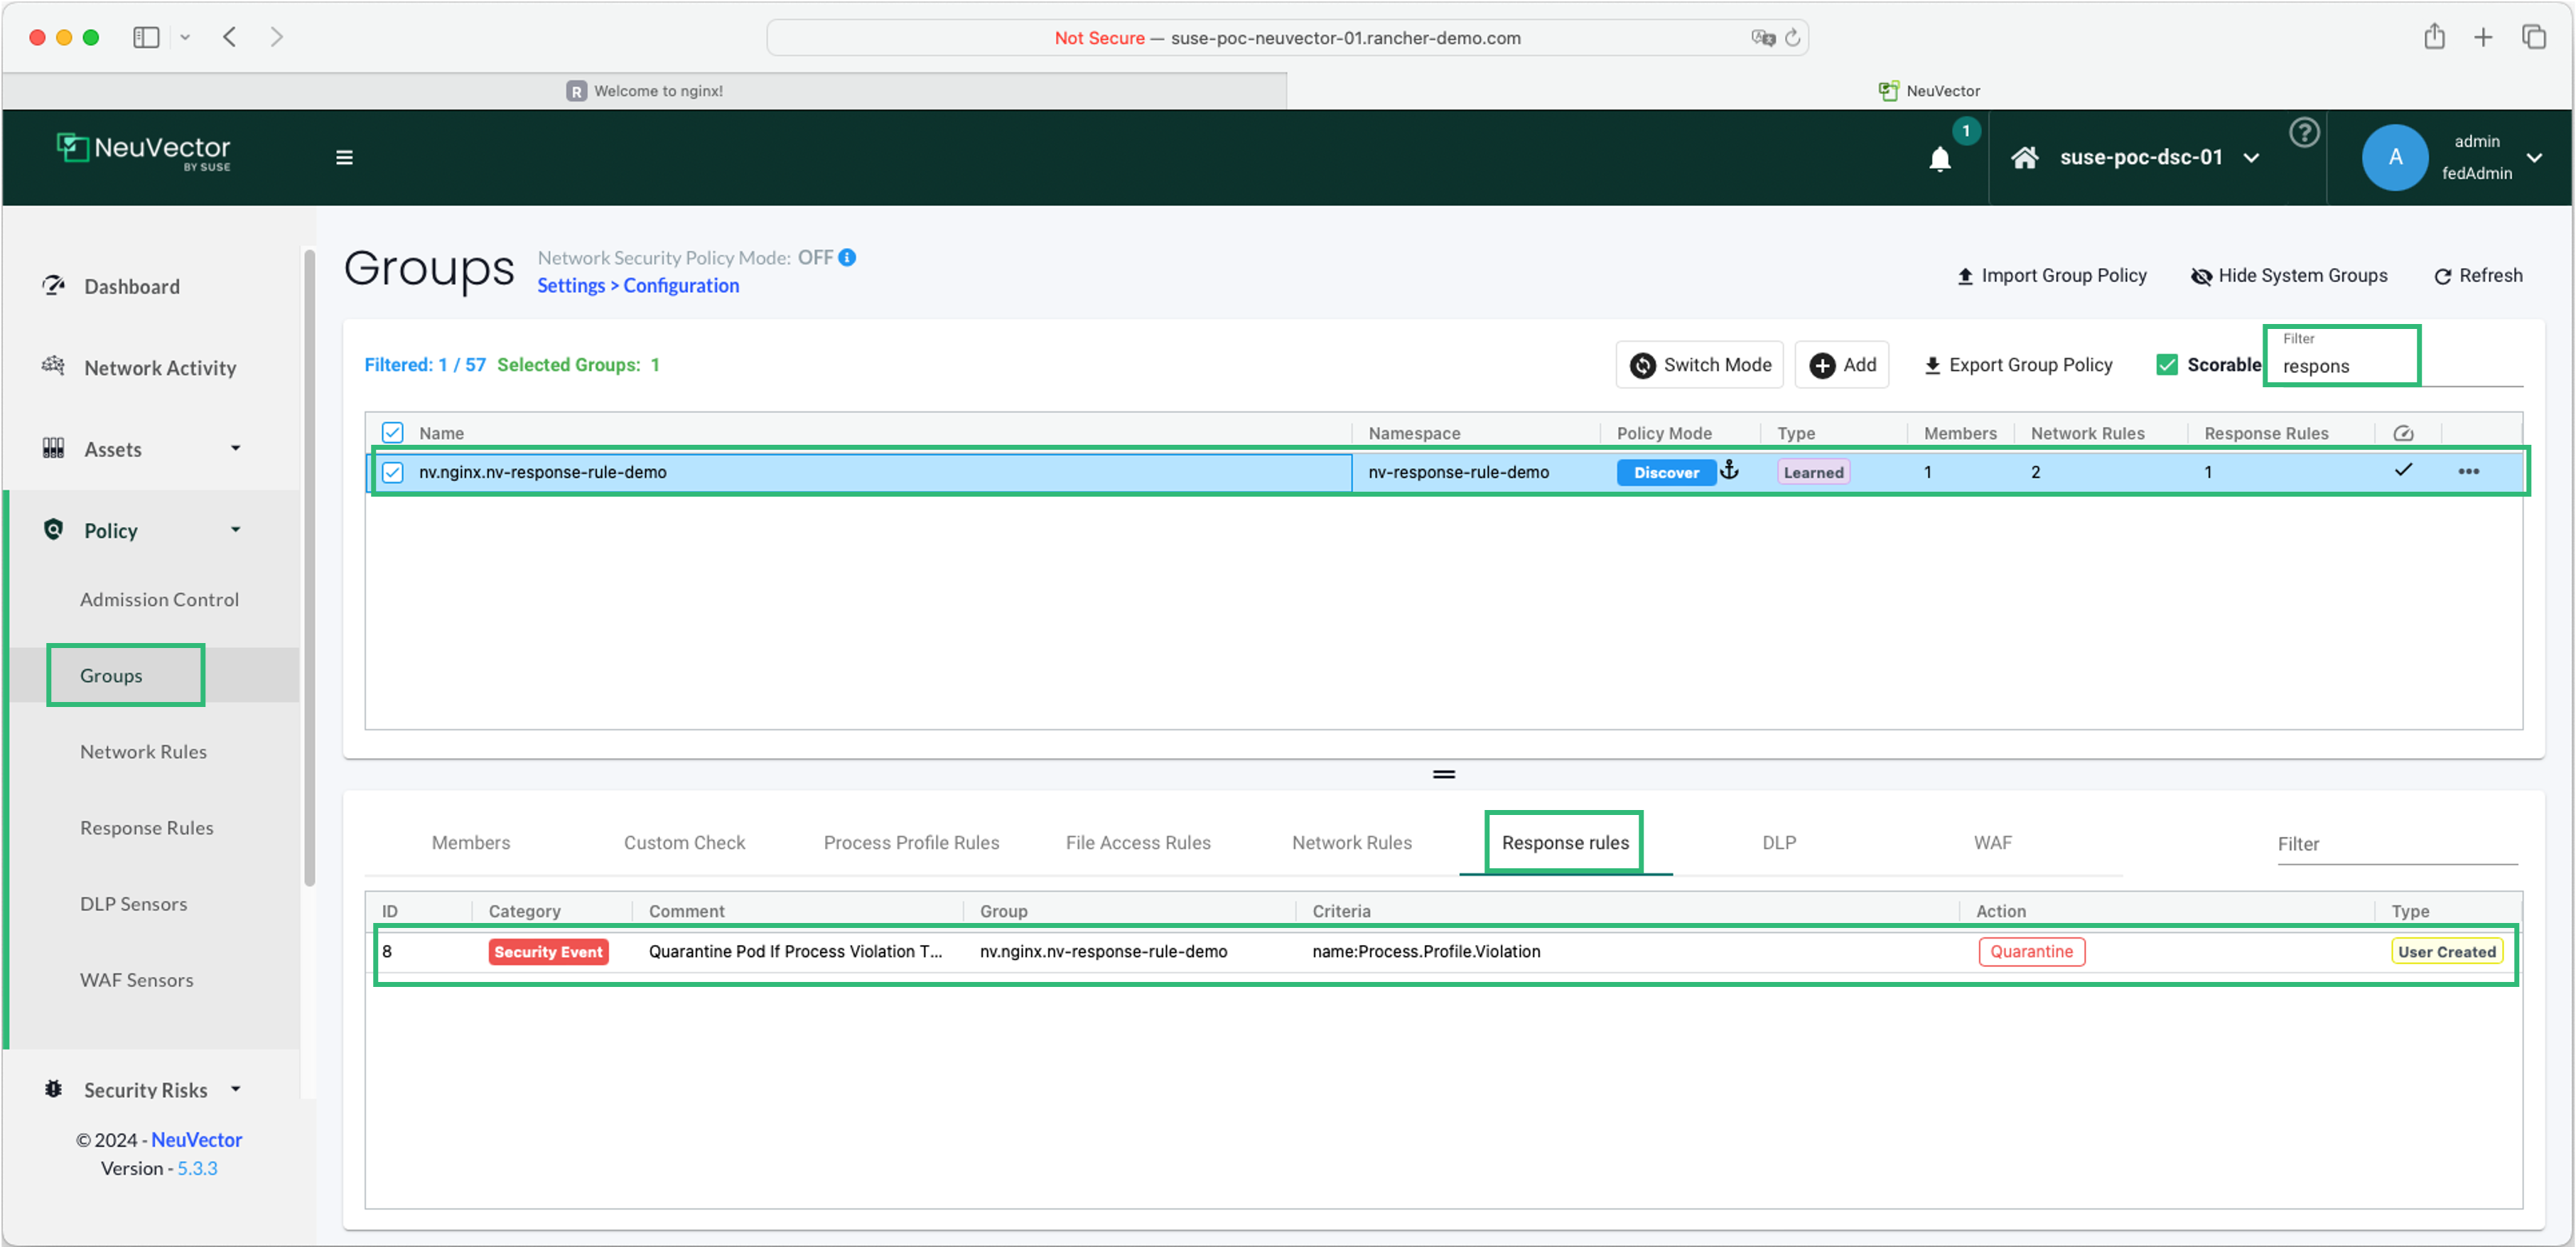 Not Secure — suse-poc-neuvector-01.rancher-demo.com
R Welcome to nginx!
NeuVector
NeuVector
BY SUSE
1
suse-poc-dsc-01
?
A
admin
fedAdmin
Dashboard
Network Activity
Assets
Policy
Admission Control
Groups
Network Rules
Response Rules
DLP Sensors
WAF Sensors
Security Risks
© 2024 - NeuVector
Version - 5.3.3
Groups
Network Security Policy Mode: OFF
Settings > Configuration
Import Group Policy
Hide System Groups
Refresh
Filtered: 1 / 57 Selected Groups: 1
Switch Mode
Add
Export Group Policy
Scorable
Filter
respons
Name Namespace Policy Mode Type Members Network Rules Response Rules
nv.nginx.nv-response-rule-demo nv-response-rule-demo Discover Learned 1 2 1
Members Custom Check Process Profile Rules File Access Rules Network Rules Response rules DLP WAF
Filter
ID Category Comment Group Criteria Action Type
8 Security Event Quarantine Pod If Process Violation T... nv.nginx.nv-response-rule-demo name:Process.Profile.Violation Quarantine User Created